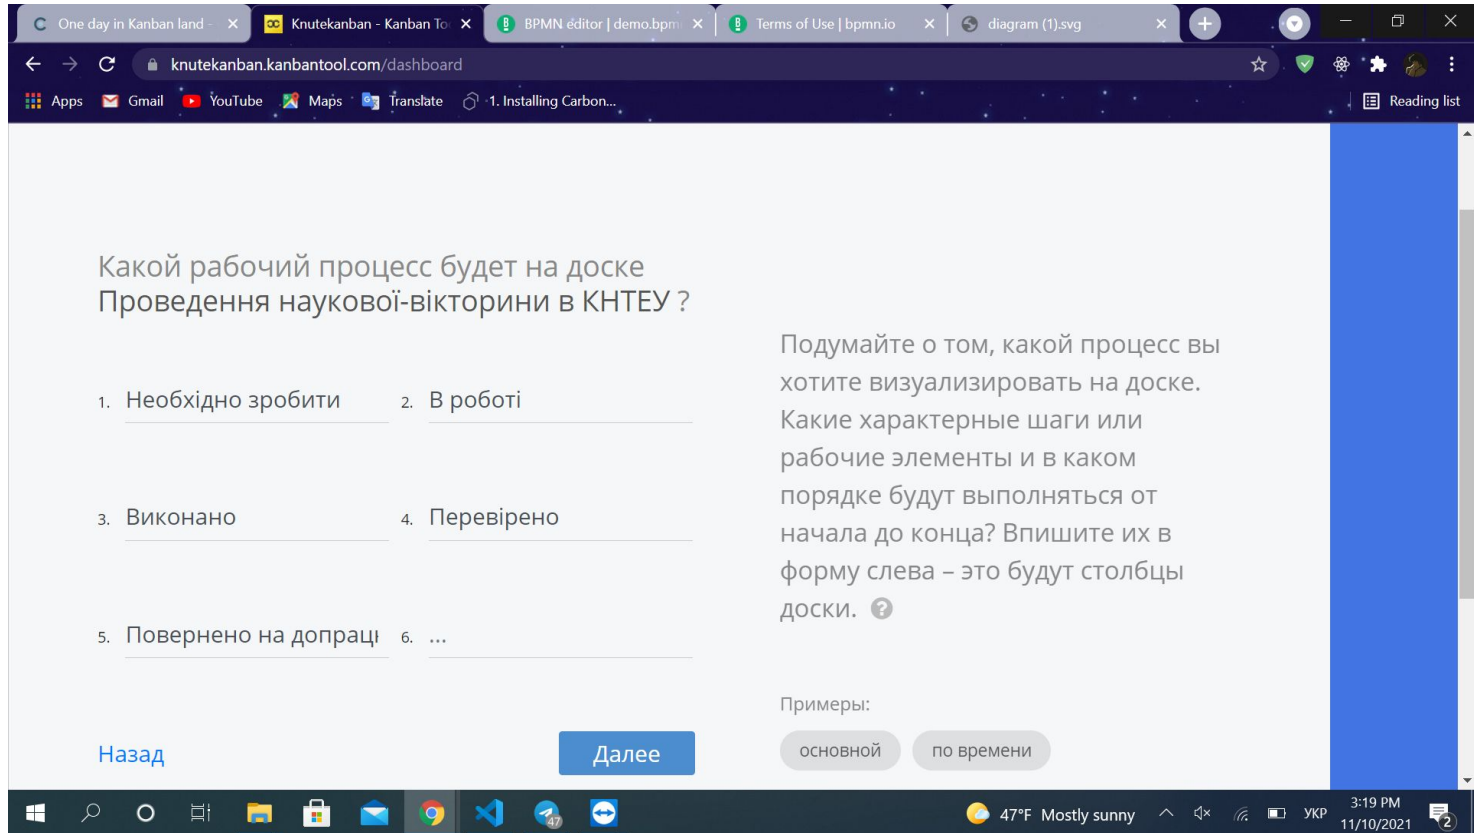 One day in Kanban land -
Knutekanban - Kanban To
BPMN editor | demo.bpm
Terms of Use | bpmn.io
diagram (1).svg
knutekanban.kanbantool.com/dashboard
Apps
Gmail
YouTube
Maps
Translate
1. Installing Carbon...
Reading list
Какой рабочий процесс будет на доске
Проведення наукової-вікторини в КНТЕУ ?
1. Необхідно зробити
2. В роботі
3. Виконано
4. Перевірено
5. Повернено на допрац
6. ...
Назад
Далее
Подумайте о том, какой процесс вы
хотите визуализировать на доске.
Какие характерные шаги или
рабочие элементы и в каком
порядке будут выполняться от
начала до конца? Впишите их в
форму слева – это будут столбцы
доски. ?
Примеры:
основной
по времени
47
47°F Mostly sunny
УКР
3:19 PM
11/10/2021
2